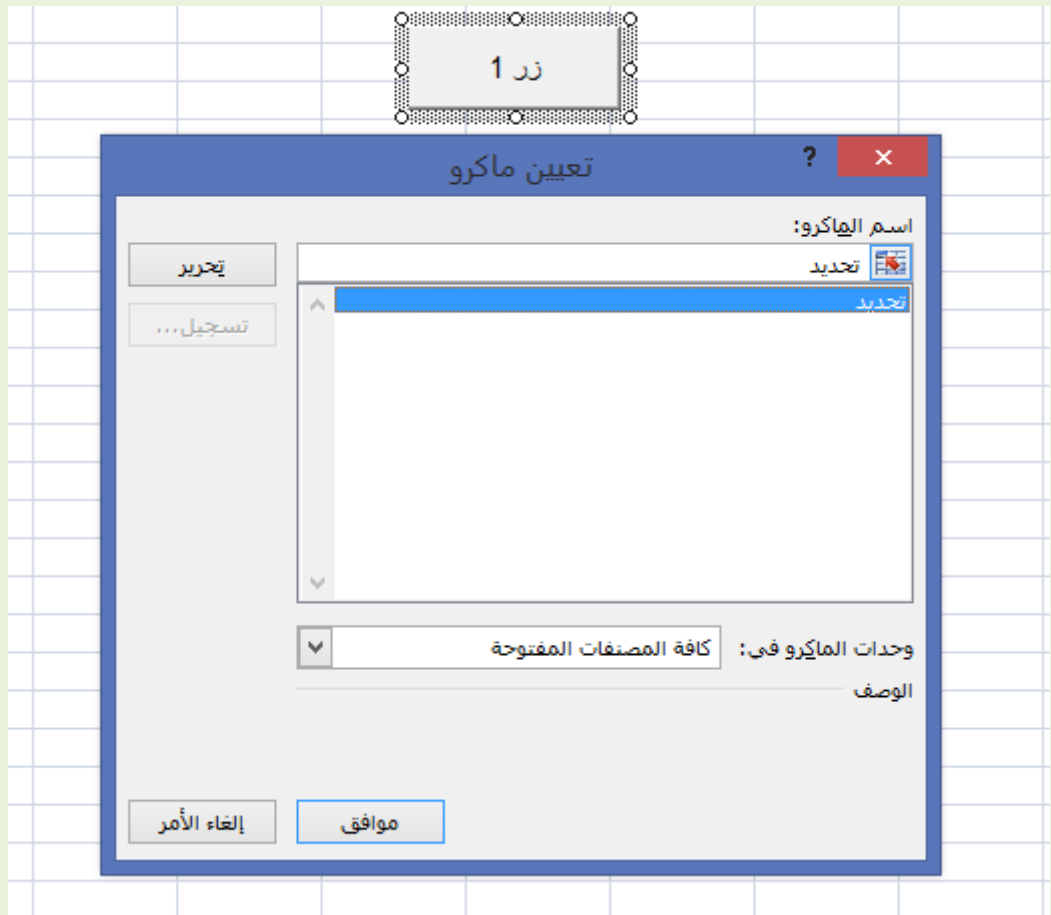 زر 1
تعيين ماكرو
?
اسم الماكرو:
تحديد
تحرير
تحديد
تسجيل...
وحدات الماكرو في: كافة المصنفات المفتوحة
الوصف
موافق
إلغاء الأمر